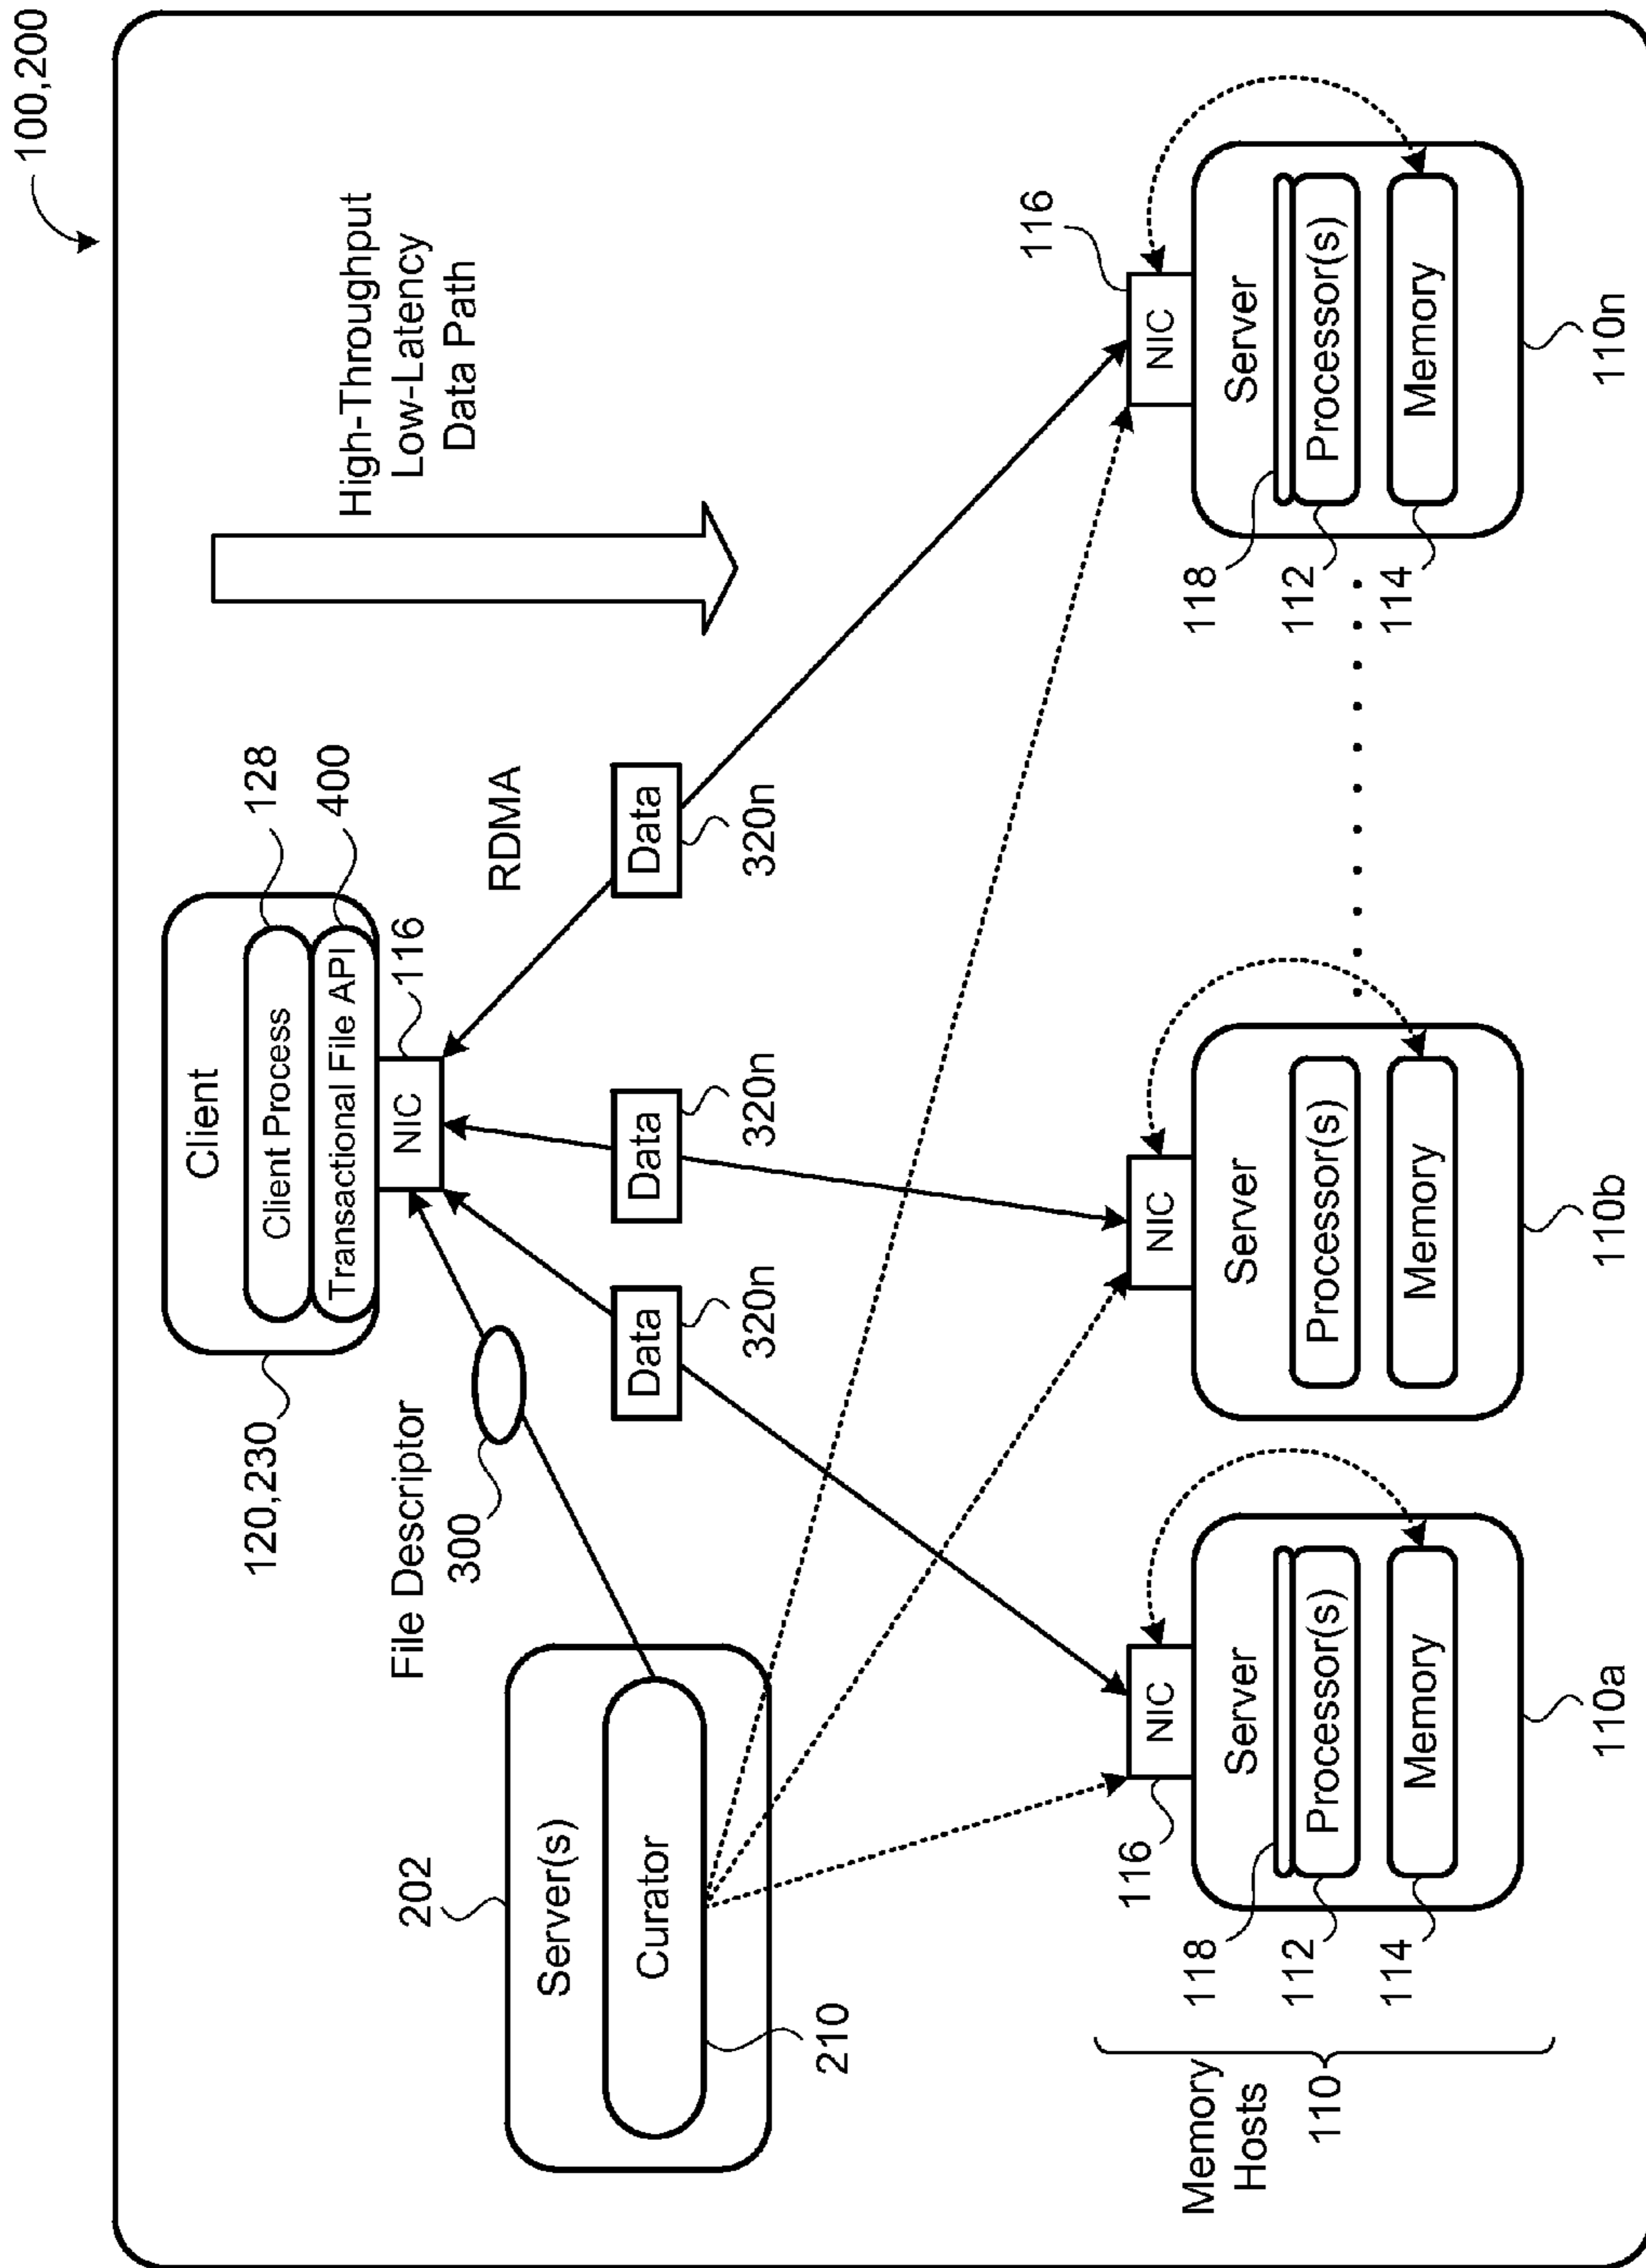 100,200
Client
Client Process
Transactional File API
128
400
120,230
NIC
116
File Descriptor
300
RDMA
High-Throughput
Low-Latency
Data Path
202
Server(s)
Curator
210
Data
320n
Data
320n
Data
320n
Memory
Hosts
110
NIC
116
Server
Processor(s)
Memory
118
112
114
110a
NIC
Server
Processor(s)
Memory
110b
NIC
116
Server
Processor(s)
Memory
118
112
114
110n